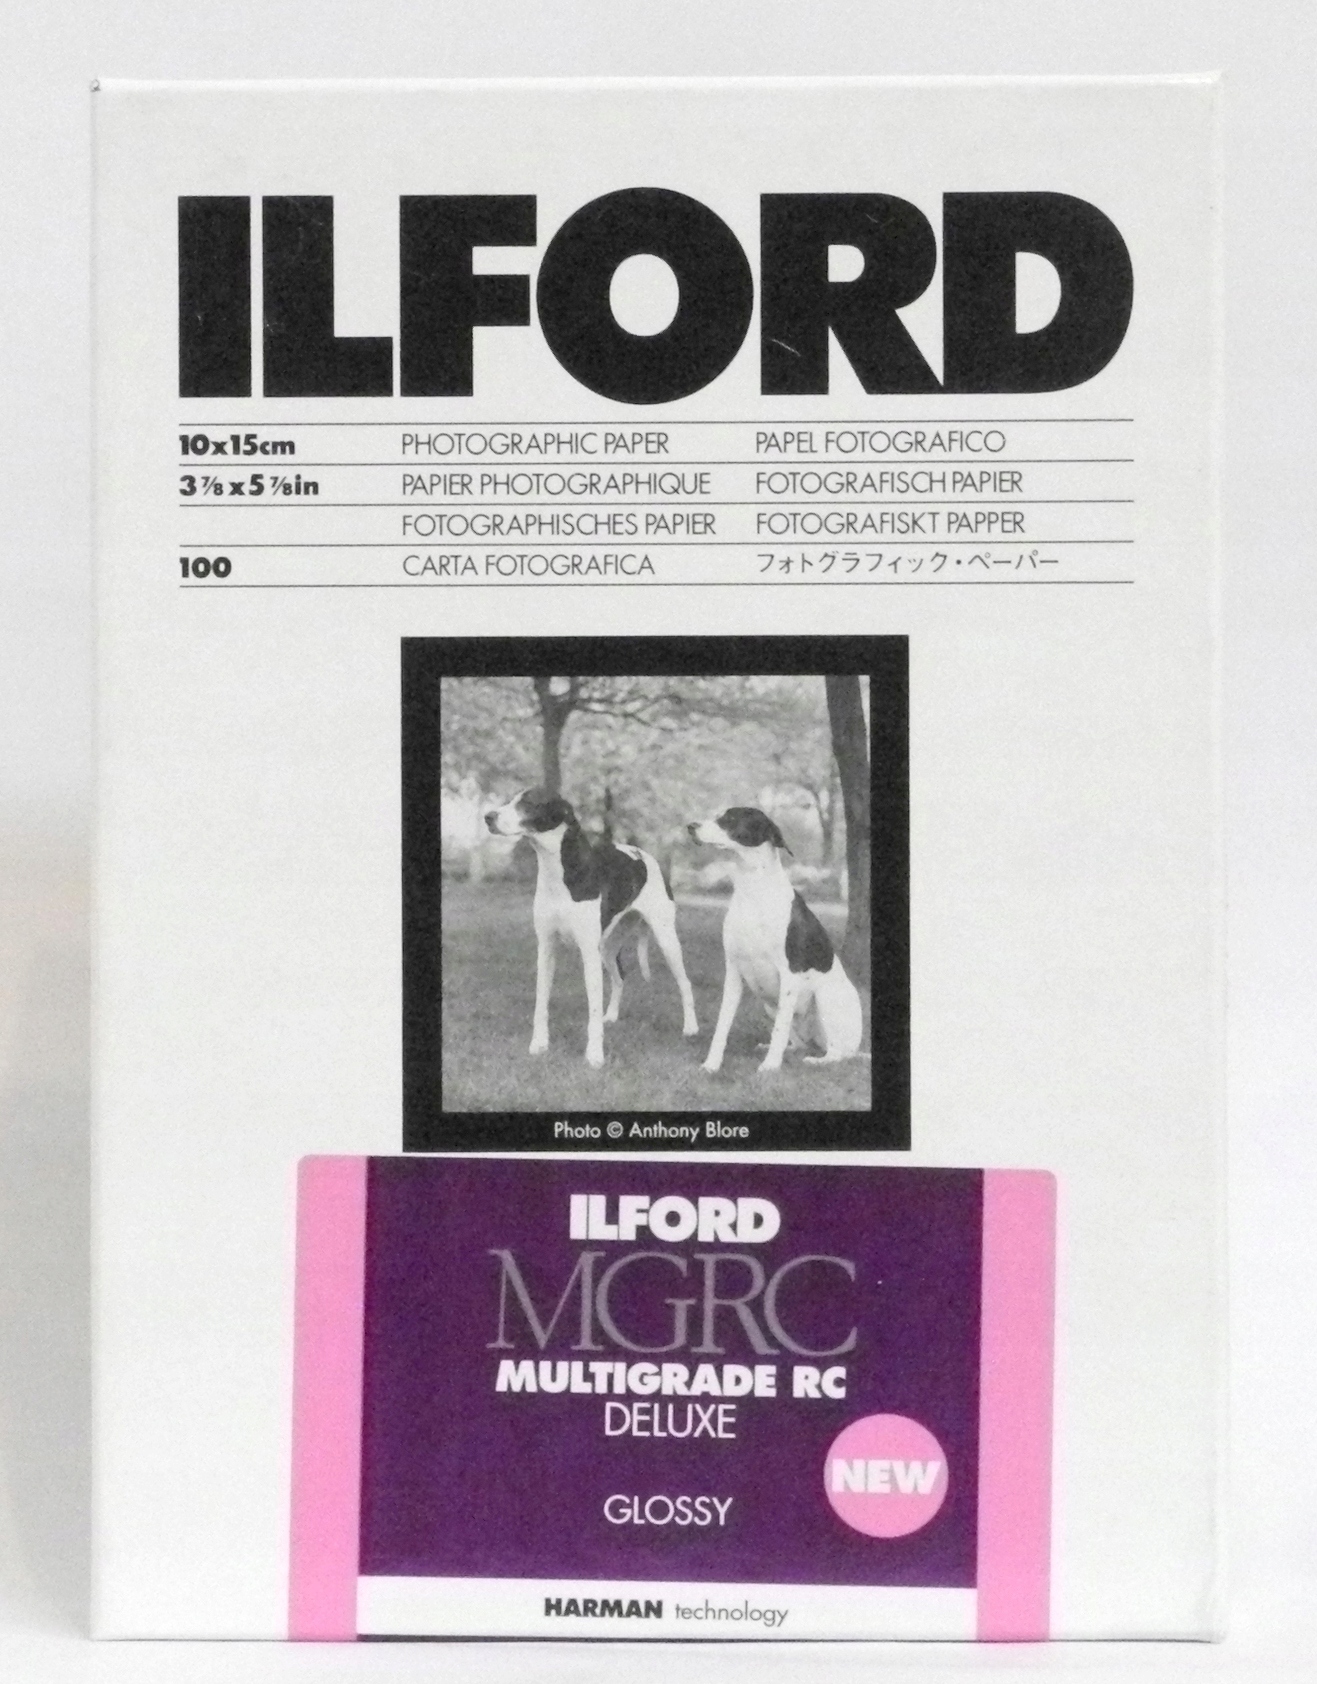 ILFORD
10x15cm PHOTOGRAPHIC PAPER PAPEL FOTOGRAFICO
3 ⅞ x 5 ⅞in PAPIER PHOTOGRAPHIQUE FOTOGRAFISCH PAPIER
FOTOGRAPHISCHES PAPIER FOTOGRAFISKT PAPPER
100 CARTA FOTOGRAFICA フォトグラフィック・ペーパー
Photo © Anthony Blore
ILFORD
MGRC
MULTIGRADE RC
DELUXE
NEW
GLOSSY
HARMAN technology